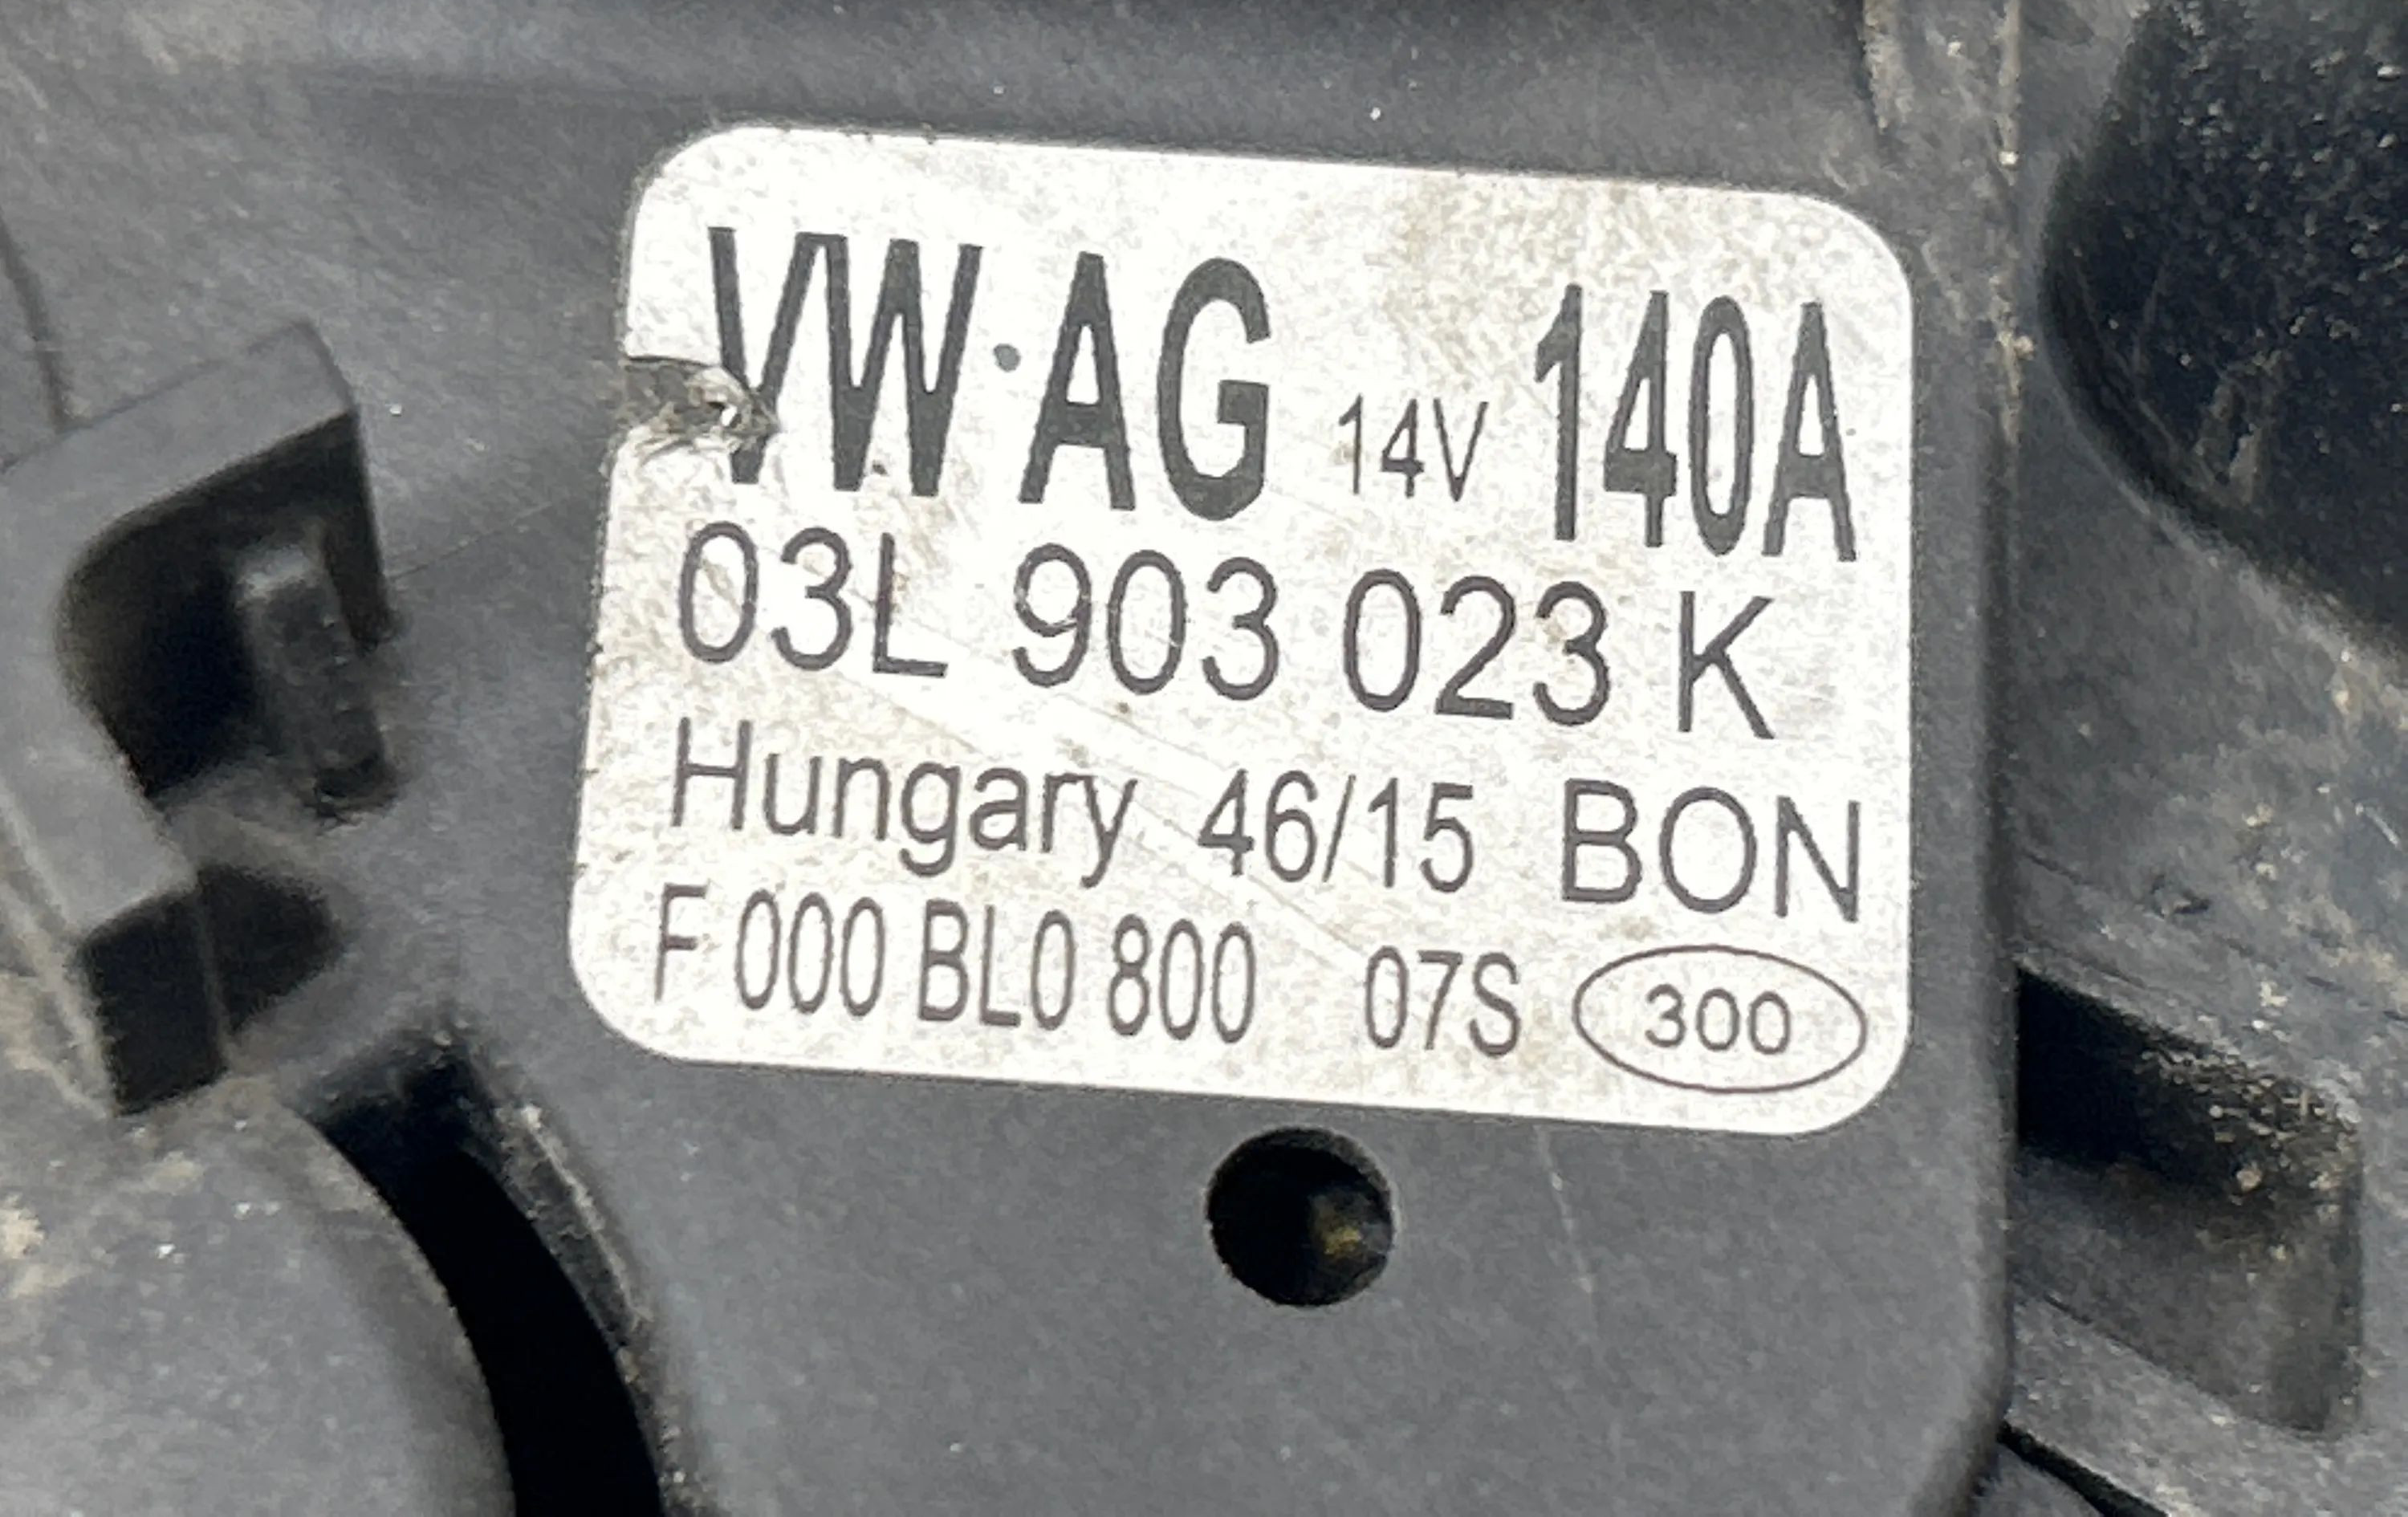 VW·AG 14V 140A
03L 903 023 K
Hungary 46/15 BON
F 000 BL0 800 07S 300